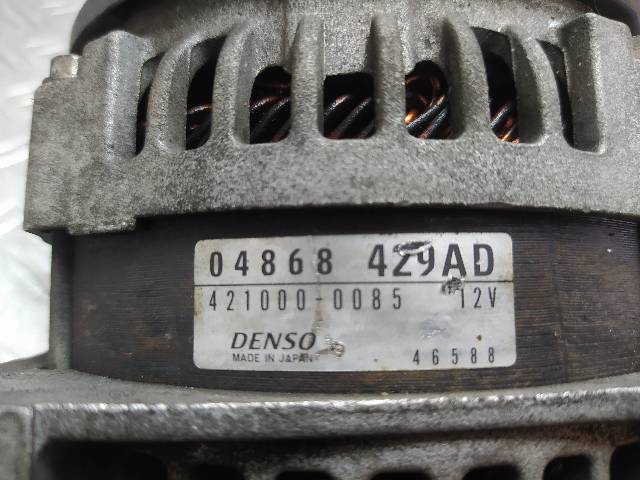 04868 429AD
421000-0085 12V
DENSO
MADE IN JAPAN 46588